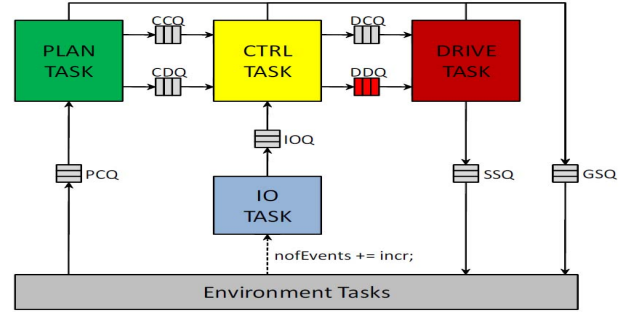 CCQ
DCQ
PLAN
TASK
CTRL
TASK
DRIVE
TASK
CDQ
DDQ
IOQ
PCQ
SSQ
GSQ
IO
TASK
nofEvents += incr;
Environment Tasks